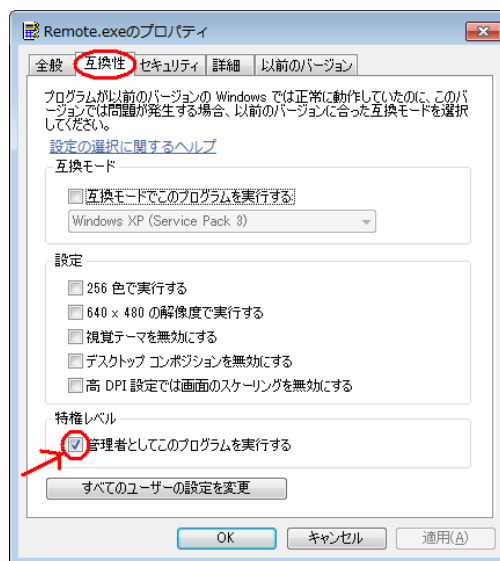 Remote.exeのプロパティ
全般 互換性 セキュリティ 詳細 以前のバージョン
プログラムが以前のバージョンの Windows では正常に動作していたのに、このバ
ージョンでは問題が発生する場合、以前のバージョンに合った互換モードを選択
してください。
設定の選択に関するヘルプ
互換モード
互換モードでこのプログラムを実行する:
Windows XP (Service Pack 3)
設定
256 色で実行する
640 x 480 の解像度で実行する
視覚テーマを無効にする
デスクトップ コンポジションを無効にする
高 DPI 設定では画面のスケーリングを無効にする
特権レベル
管理者としてこのプログラムを実行する
すべてのユーザーの設定を変更
OK キャンセル 適用(A)